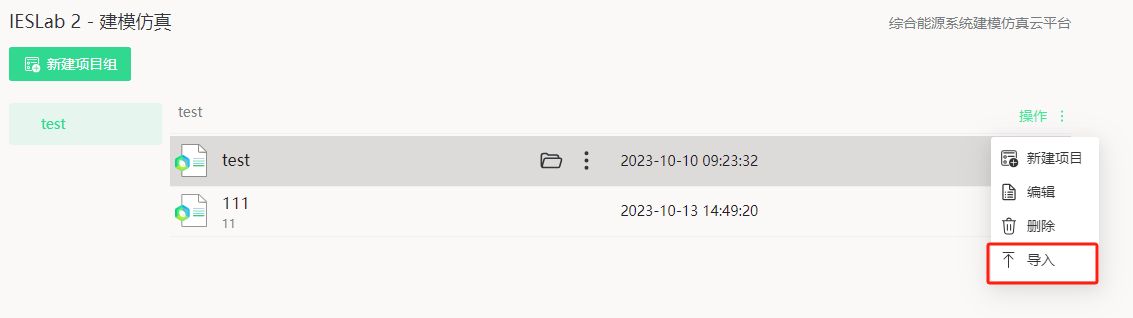 IESLab 2 - 建模仿真
综合能源系统建模仿真云平台
新建项目组
test
test
操作
test
2023-10-10 09:23:32
111
11
2023-10-13 14:49:20
新建项目
编辑
删除
导入